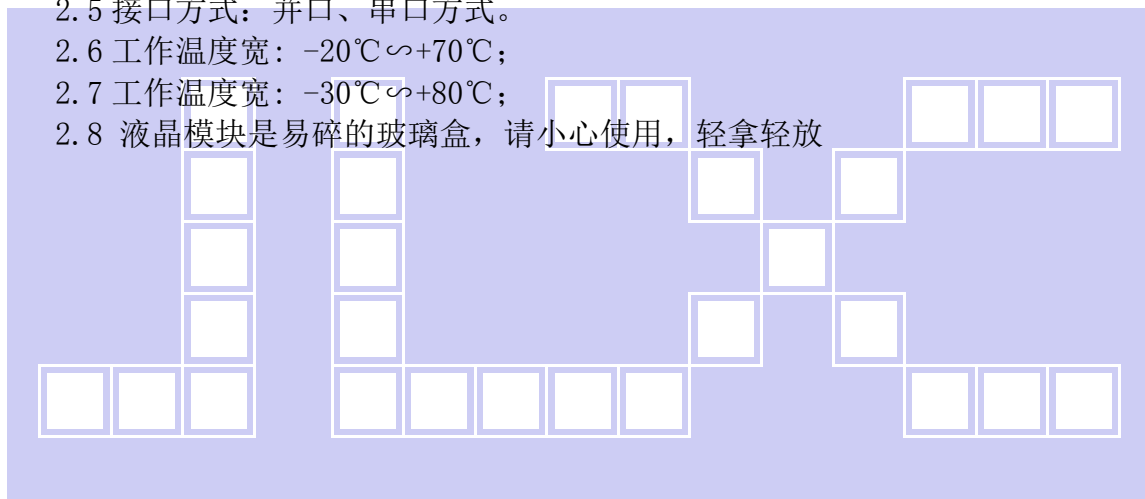 2.5 接口方式：并口、串口方式。
2.6 工作温度宽：-20℃∽+70℃；
2.7 工作温度宽：-30℃∽+80℃；
2.8 液晶模块是易碎的玻璃盒，请小心使用，轻拿轻放
JLX